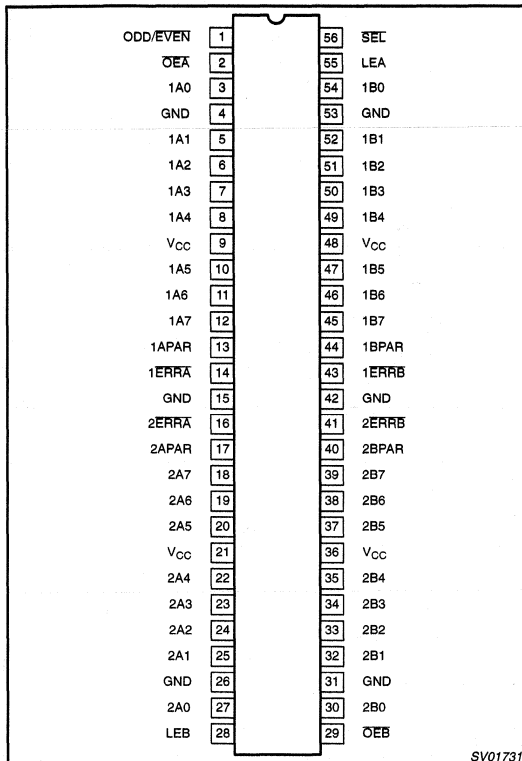 ODD/EVEN 1 56 SEL
OEA 2 55 LEA
1A0 3 54 1B0
GND 4 53 GND
1A1 5 52 1B1
1A2 6 51 1B2
1A3 7 50 1B3
1A4 8 49 1B4
VCC 9 48 VCC
1A5 10 47 1B5
1A6 11 46 1B6
1A7 12 45 1B7
1APAR 13 44 1BPAR
1ERRA 14 43 1ERRB
GND 15 42 GND
2ERRA 16 41 2ERRB
2APAR 17 40 2BPAR
2A7 18 39 2B7
2A6 19 38 2B6
2A5 20 37 2B5
VCC 21 36 VCC
2A4 22 35 2B4
2A3 23 34 2B3
2A2 24 33 2B2
2A1 25 32 2B1
GND 26 31 GND
2A0 27 30 2B0
LEB 28 29 OEB
SV01731